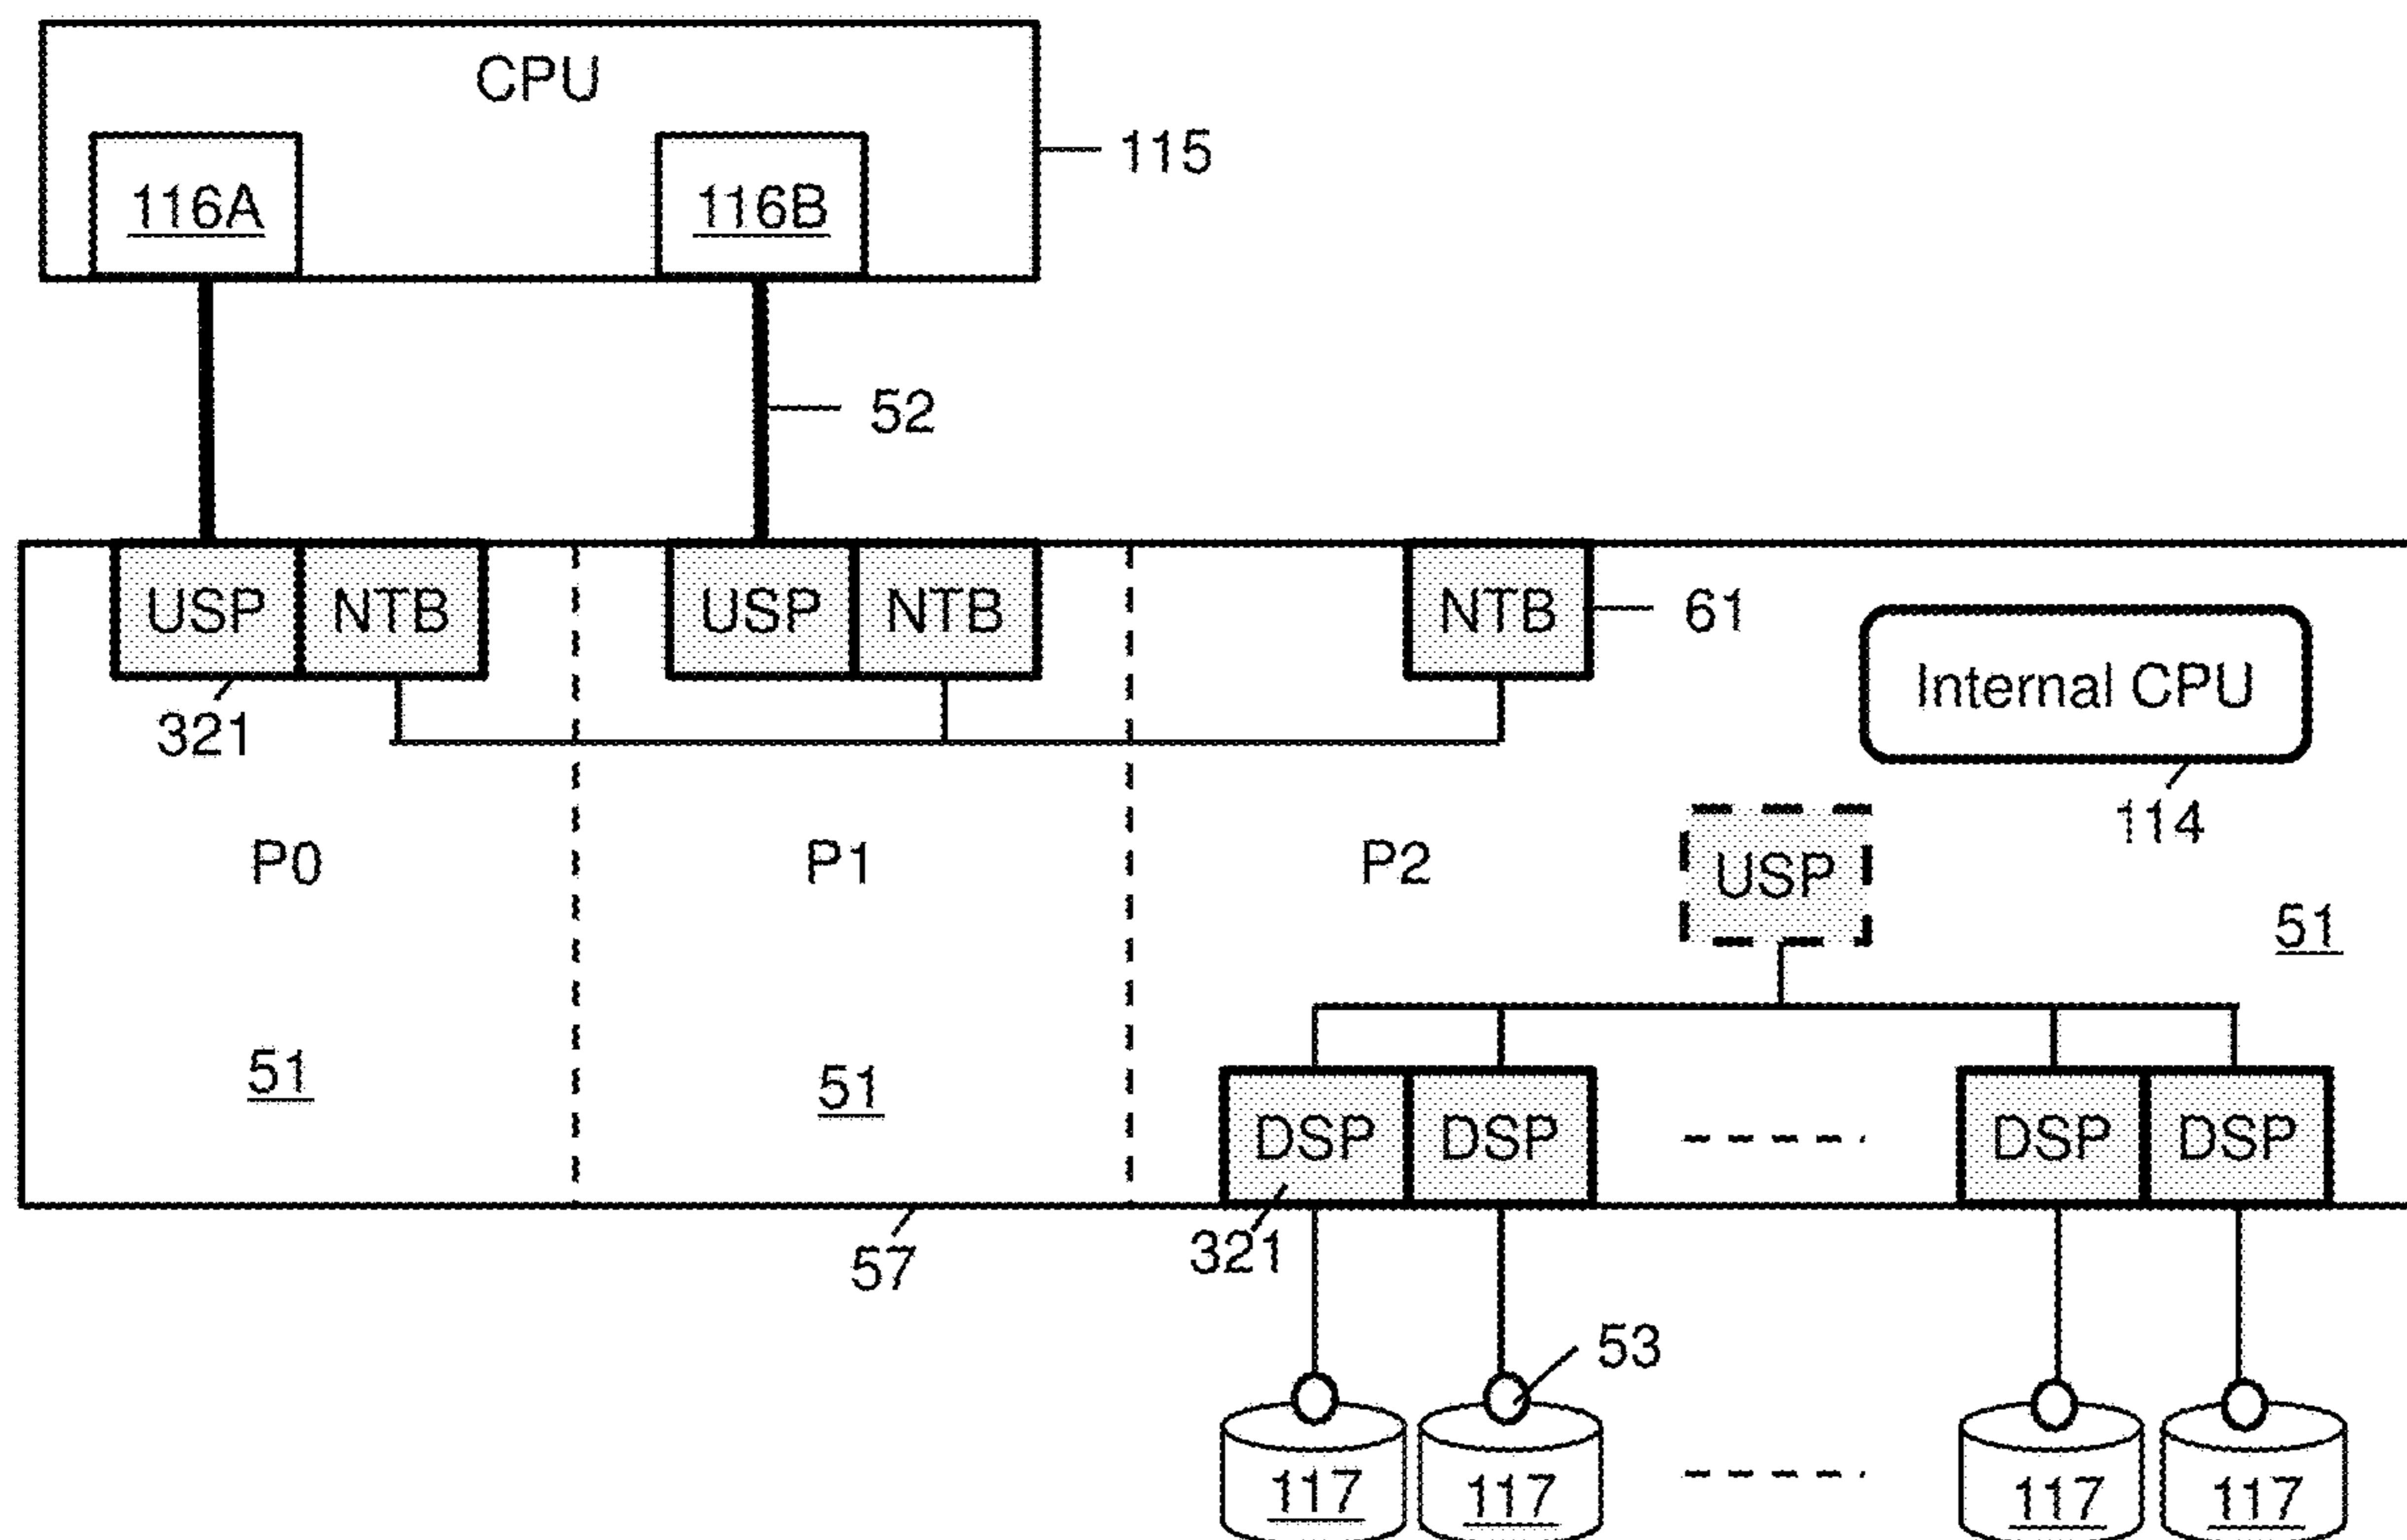 CPU
115
116A 116B
52
USP NTB USP NTB NTB 61
Internal CPU
321
114
P0 P1 P2 USP
51
51 51
DSP DSP DSP DSP
57 321
53
117 117 117 117